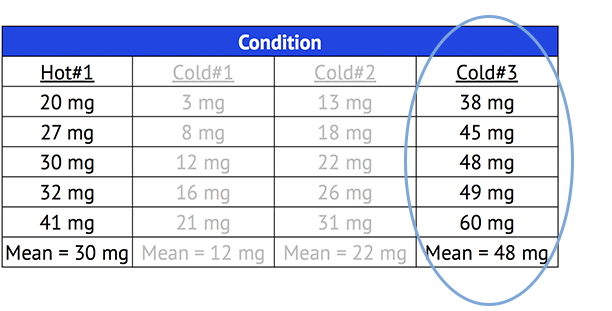 Condition
Hot#1 Cold#1 Cold#2 Cold#3
20 mg 3 mg 13 mg 38 mg
27 mg 8 mg 18 mg 45 mg
30 mg 12 mg 22 mg 48 mg
32 mg 16 mg 26 mg 49 mg
41 mg 21 mg 31 mg 60 mg
Mean = 30 mg Mean = 12 mg Mean = 22 mg Mean = 48 mg